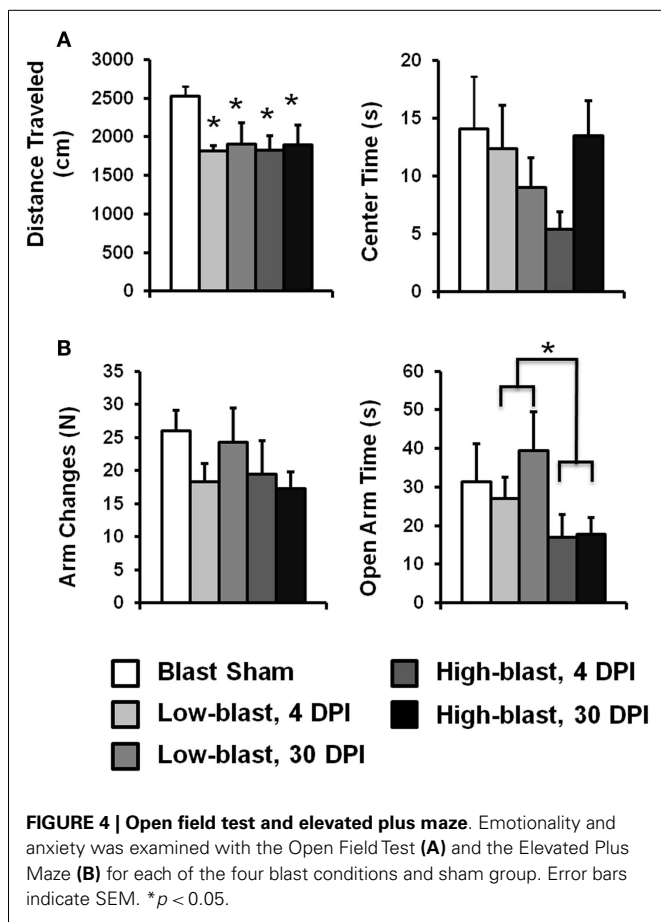 A
Distance Traveled
(cm)
3000
2500
2000
1500
1000
500
0
* * * *
Center Time (s)
20
15
10
5
0
B
Arm Changes (N)
35
30
25
20
15
10
5
0
Open Arm Time (s)
60
50
40
30
20
10
0
*
Blast Sham
Low-blast, 4 DPI
Low-blast, 30 DPI
High-blast, 4 DPI
High-blast, 30 DPI
FIGURE 4 | Open field test and elevated plus maze. Emotionality and
anxiety was examined with the Open Field Test (A) and the Elevated Plus
Maze (B) for each of the four blast conditions and sham group. Error bars
indicate SEM. *p < 0.05.